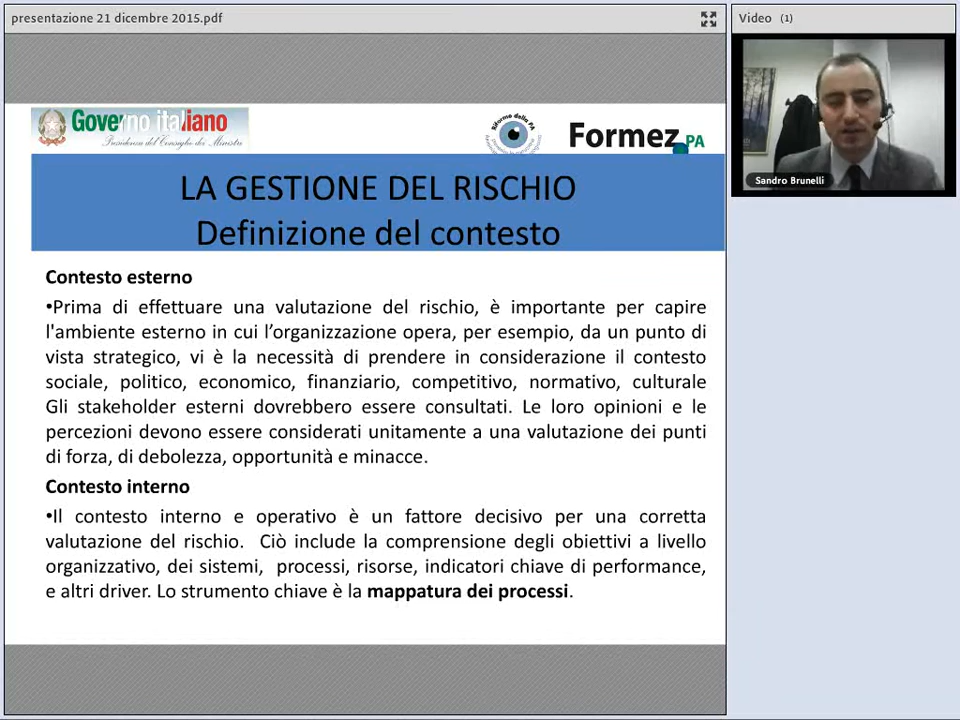 presentazione 21 dicembre 2015.pdf
Video (1)
Governo italiano
Presidenza del Consiglio dei Ministri
Riforma della PA
Formez PA
Sandro Brunelli
LA GESTIONE DEL RISCHIO
Definizione del contesto
Contesto esterno
•Prima di effettuare una valutazione del rischio, è importante per capire
l'ambiente esterno in cui l’organizzazione opera, per esempio, da un punto di
vista strategico, vi è la necessità di prendere in considerazione il contesto
sociale, politico, economico, finanziario, competitivo, normativo, culturale
Gli stakeholder esterni dovrebbero essere consultati. Le loro opinioni e le
percezioni devono essere considerati unitamente a una valutazione dei punti
di forza, di debolezza, opportunità e minacce.
Contesto interno
•Il contesto interno e operativo è un fattore decisivo per una corretta
valutazione del rischio. Ciò include la comprensione degli obiettivi a livello
organizzativo, dei sistemi, processi, risorse, indicatori chiave di performance,
e altri driver. Lo strumento chiave è la mappatura dei processi.